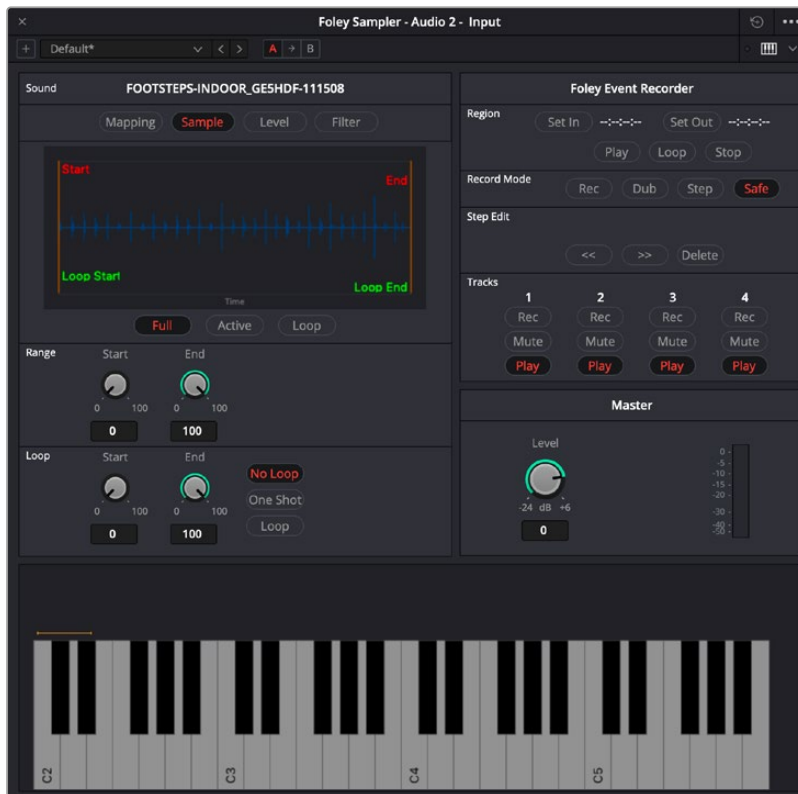 Foley Sampler - Audio 2 - Input
Default*
A B
Sound
FOOTSTEPS-INDOOR_GE5HDF-111508
Mapping Sample Level Filter
Start
End
Loop Start
Loop End
Time
Full Active Loop
Range
Start End
0 100 0 100
0 100
Loop
Start End
No Loop
One Shot
Loop
0 100 0 100
0 100
Foley Event Recorder
Region
Set In --:--:--:-- Set Out --:--:--:--
Play Loop Stop
Record Mode
Rec Dub Step Safe
Step Edit
<< >> Delete
Tracks
1 2 3 4
Rec Rec Rec Rec
Mute Mute Mute Mute
Play Play Play Play
Master
Level
-24 dB +6
0
0
-5
-10
-15
-20
-30
-40
-50
C2 C3 C4 C5